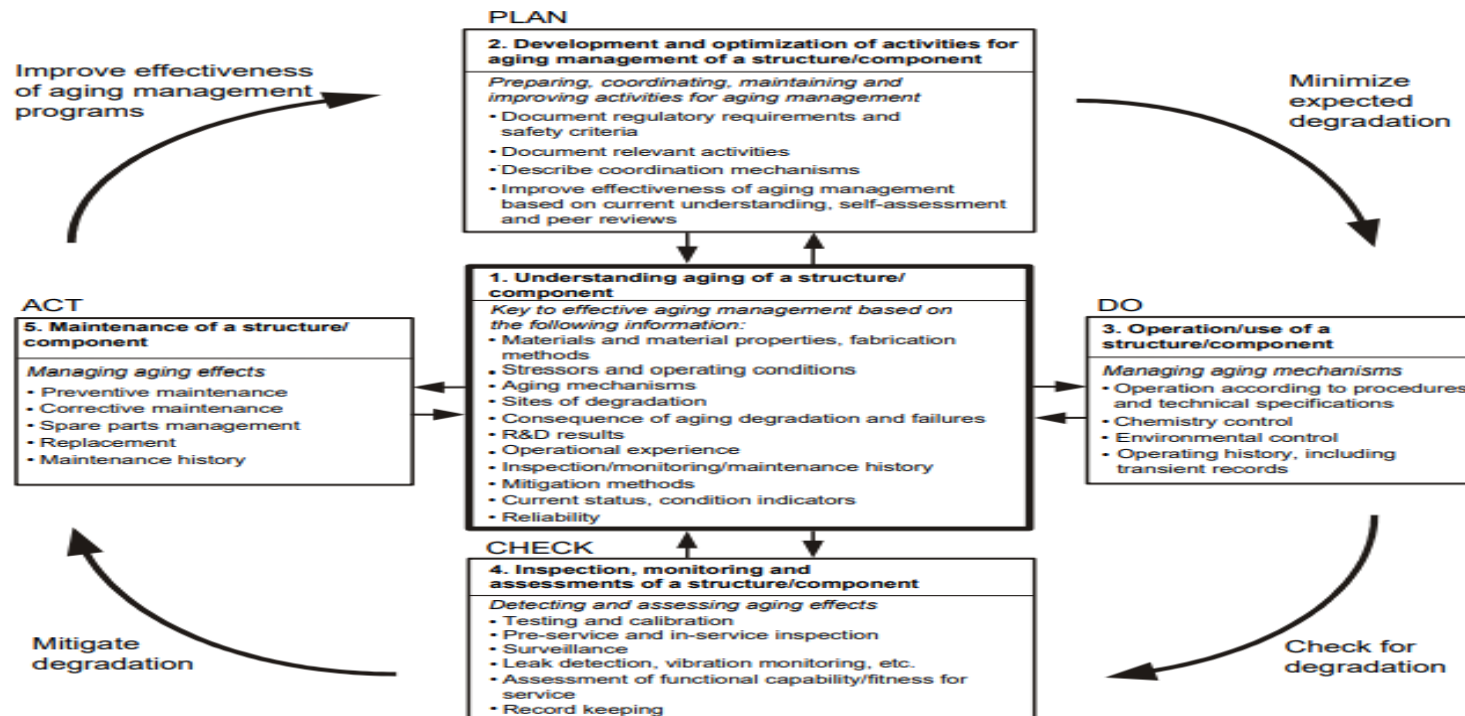 PLAN
2. Development and optimization of activities for
aging management of a structure/component
Preparing, coordinating, maintaining and
improving activities for aging management
• Document regulatory requirements and
safety criteria
• Document relevant activities
• Describe coordination mechanisms
• Improve effectiveness of aging management
based on current understanding, self-assessment
and peer reviews
Improve effectiveness
of aging management
programs
Minimize
expected
degradation
1. Understanding aging of a structure/
component
Key to effective aging management based on
the following information:
• Materials and material properties, fabrication
methods
• Stressors and operating conditions
• Aging mechanisms
• Sites of degradation
• Consequence of aging degradation and failures
• R&D results
• Operational experience
• Inspection/monitoring/maintenance history
• Mitigation methods
• Current status, condition indicators
• Reliability
ACT
5. Maintenance of a structure/
component
Managing aging effects
• Preventive maintenance
• Corrective maintenance
• Spare parts management
• Replacement
• Maintenance history
DO
3. Operation/use of a
structure/component
Managing aging mechanisms
• Operation according to procedures
and technical specifications
• Chemistry control
• Environmental control
• Operating history, including
transient records
CHECK
4. Inspection, monitoring and
assessments of a structure/component
Detecting and assessing aging effects
• Testing and calibration
• Pre-service and in-service inspection
• Surveillance
• Leak detection, vibration monitoring, etc.
• Assessment of functional capability/fitness for
service
• Record keeping
Mitigate
degradation
Check for
degradation